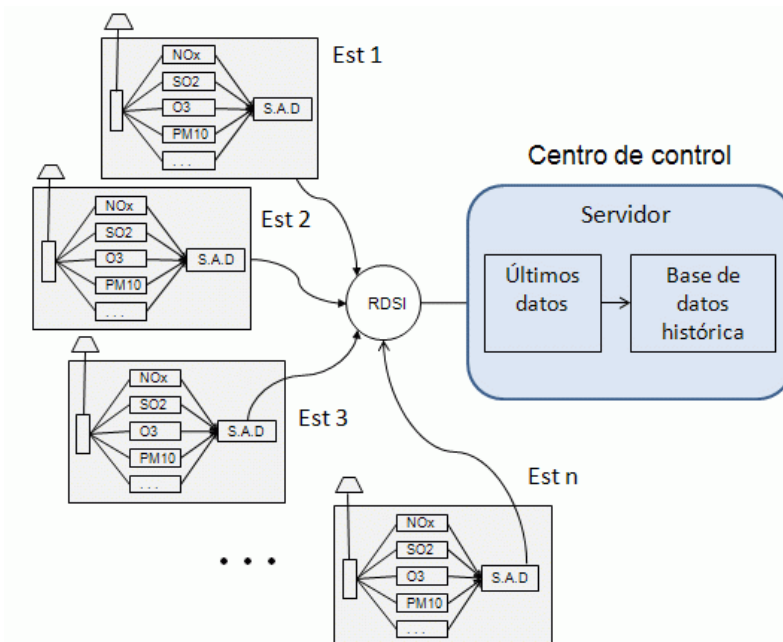 Est 1
NOx
SO2
O3
PM10
. . .
S.A.D
Est 2
NOx
SO2
O3
PM10
. . .
S.A.D
Est 3
NOx
SO2
O3
PM10
. . .
S.A.D
Est n
NOx
SO2
O3
PM10
. . .
S.A.D
• • •
RDSI
Centro de control
Servidor
Últimos
datos
Base de
datos
histórica